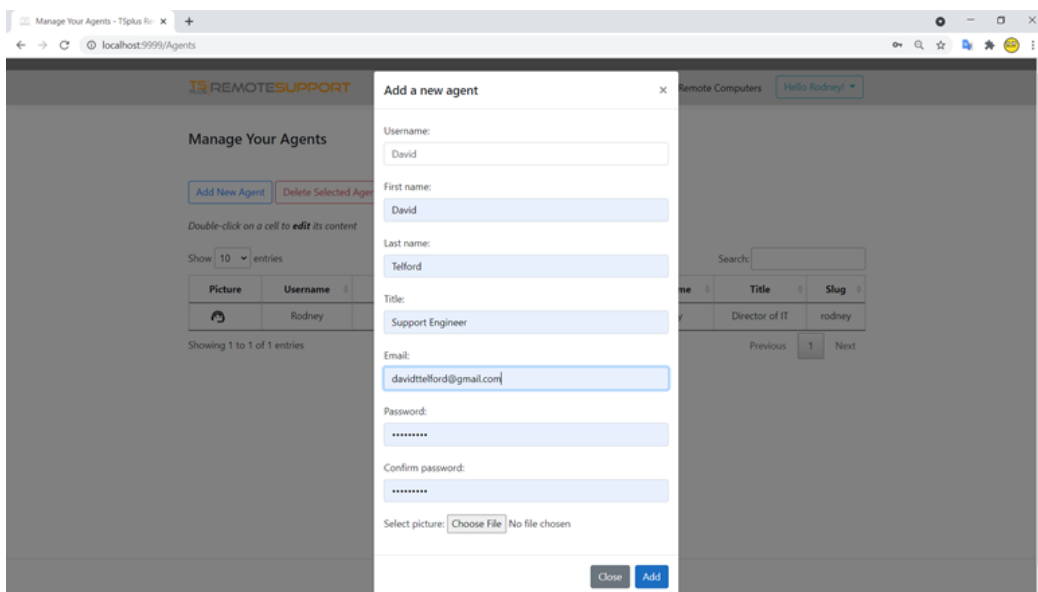 Manage Your Agents - TSplus Re
localhost:9999/Agents
TS REMOTESUPPORT
Remote Computers
Hello Rodney!
Manage Your Agents
Add New Agent
Delete Selected Agen
Double-click on a cell to edit its content
Show 10 entries
Search:
Picture Username me Title Slug
Rodney y Director of IT rodney
Showing 1 to 1 of 1 entries
Previous 1 Next
Add a new agent ×
Username:
David
First name:
David
Last name:
Telford
Title:
Support Engineer
Email:
davidttelford@gmail.com
Password:
•••••••••
Confirm password:
•••••••••
Select picture: Choose File No file chosen
Close Add